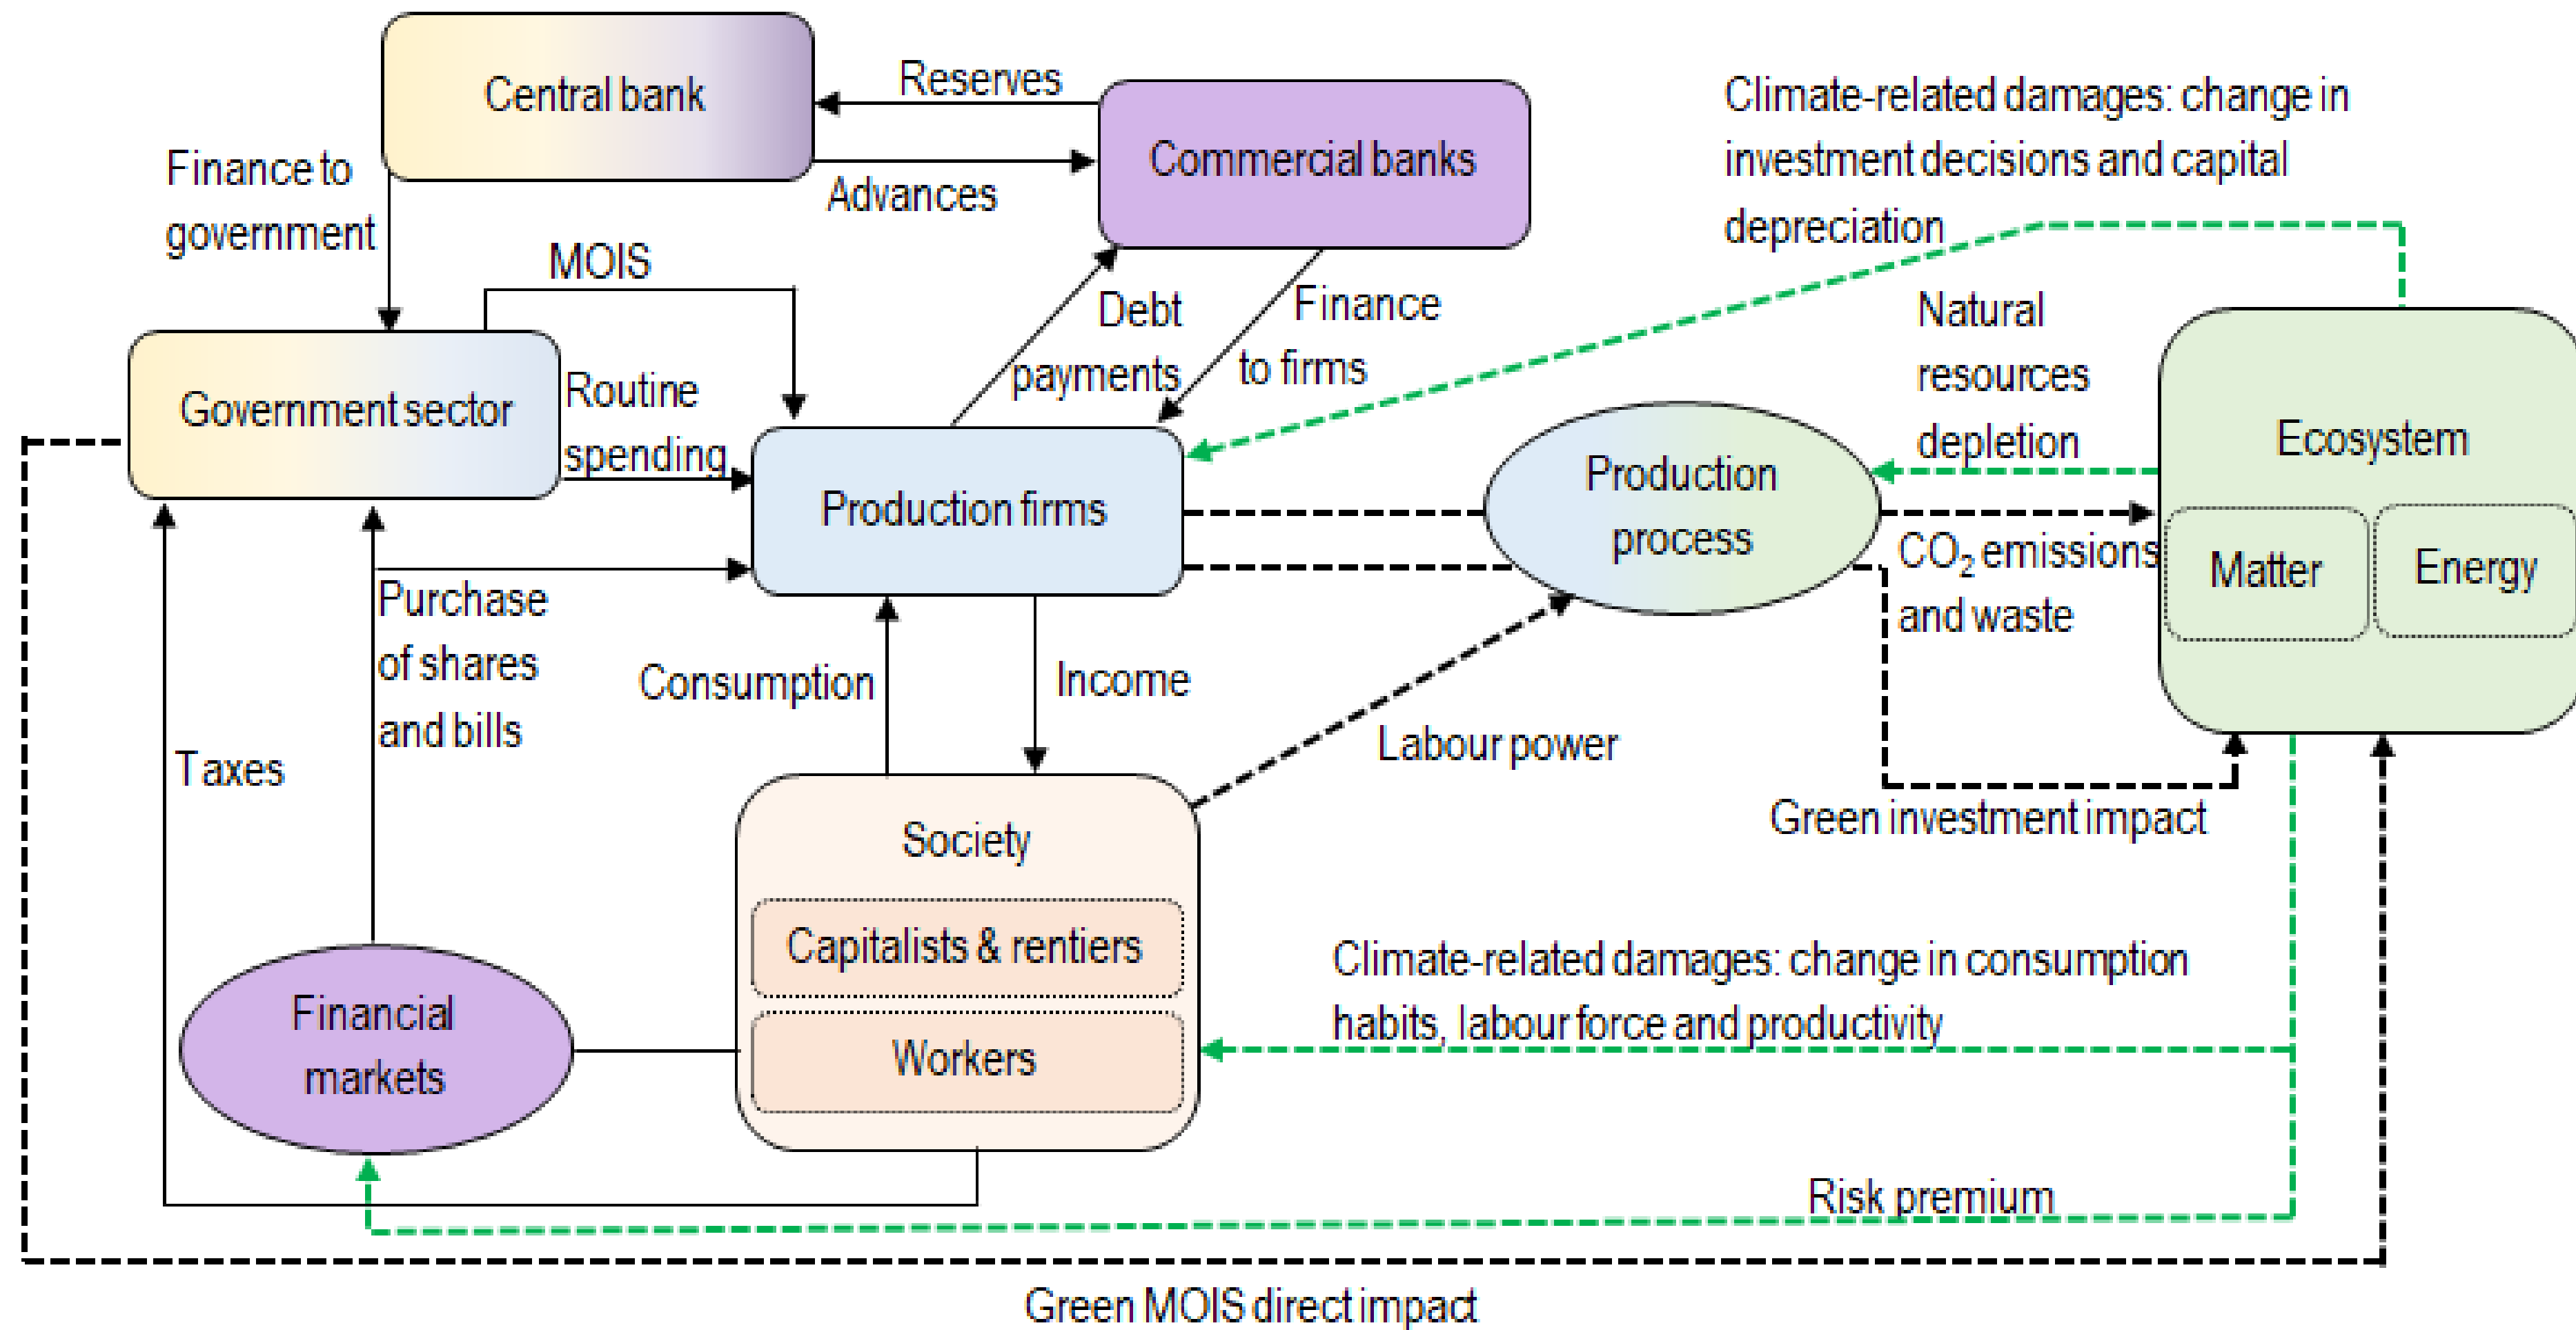 Central bank
Reserves
Advances
Commercial banks
Climate-related damages: change in
investment decisions and capital
depreciation
Finance to
government
MOIS
Debt
payments
Finance
to firms
Natural
resources
depletion
Government sector
Routine
spending
Production firms
Production
process
Ecosystem
Matter
Energy
CO₂ emissions
and waste
Purchase
of shares
and bills
Consumption
Income
Labour power
Taxes
Green investment impact
Society
Capitalists & rentiers
Workers
Financial
markets
Climate-related damages: change in consumption
habits, labour force and productivity
Risk premium
Green MOIS direct impact